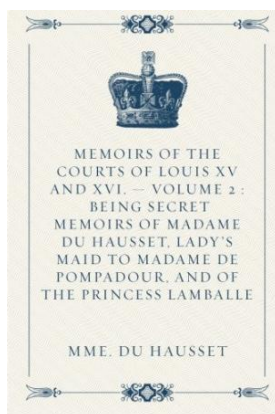 MEMOIRS OF THE
COURTS OF LOUIS XV
AND XVI. — VOLUME 2 :
BEING SECRET
MEMOIRS OF MADAME
DU HAUSSET, LADY'S
MAID TO MADAME DE
POMPADOUR, AND OF
THE PRINCESS LAMBALLE
MME. DU HAUSSET